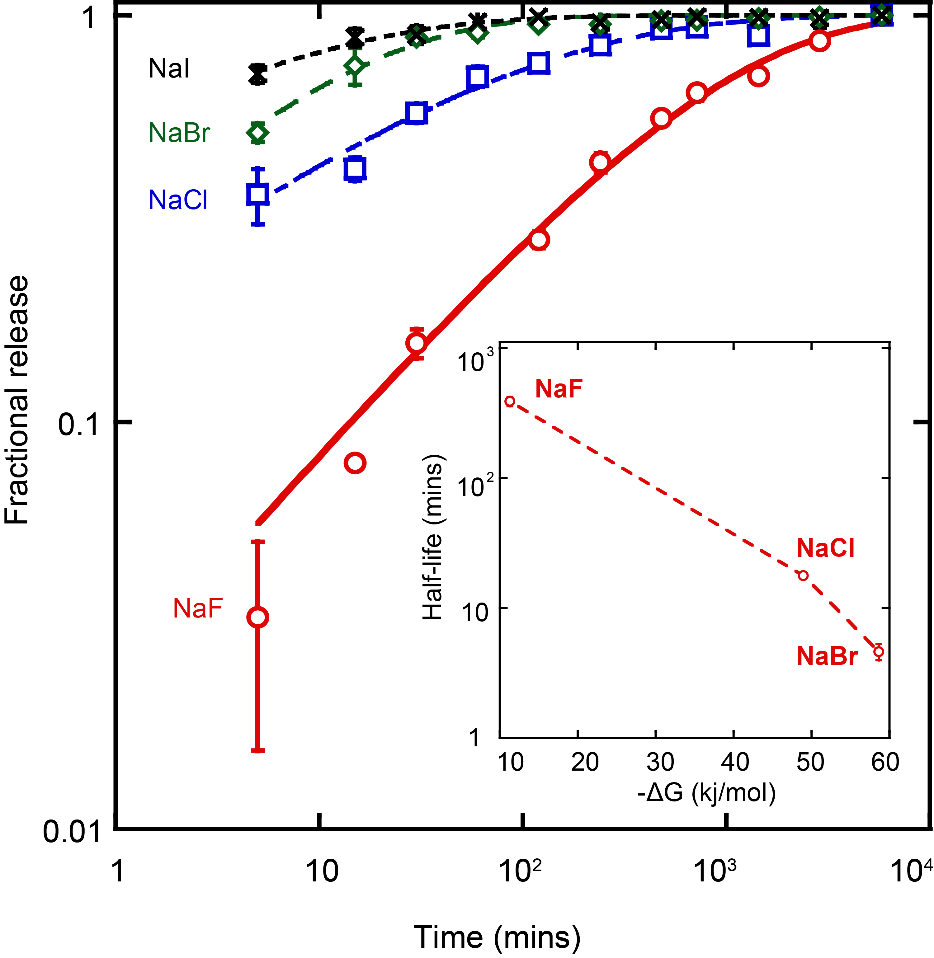 1
NaI
NaBr
NaCl
Fractional release
0.1
NaF
0.01
1
10
10²
10³
10⁴
Time (mins)
10³
10²
10
1
Half-life (mins)
NaF
NaCl
NaBr
10
20
30
40
50
60
-ΔG (kj/mol)